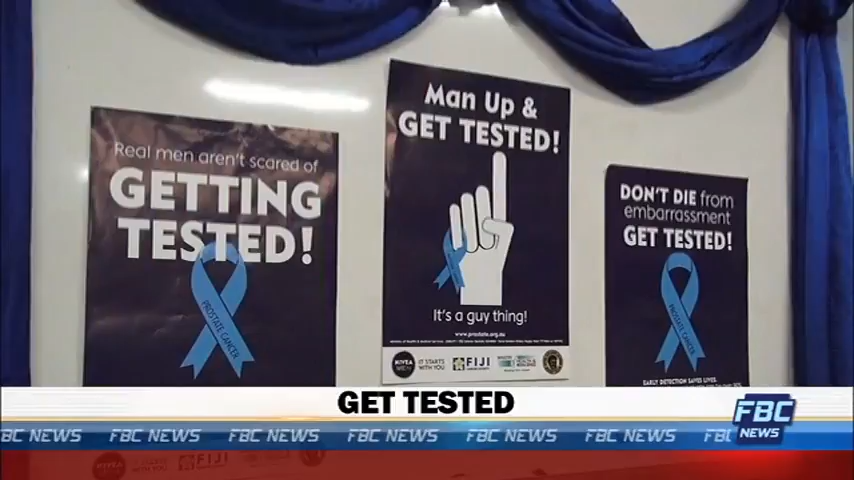 Real men aren't scared of
GETTING
TESTED!
PROSTATE CANCER
Man Up &
GET TESTED!
It's a guy thing!
www.prostate.org.au
NIVEA
MEN
IT STARTS
WITH YOU
FIJI
DON'T DIE from
embarrassment
GET TESTED!
PROSTATE CANCER
EARLY DETECTION SAVES LIVES.
GET TESTED
BC NEWS FBC NEWS FBC NEWS FBC NEWS FBC NEWS FBC NEWS FBC
FBC
NEWS
FIJI